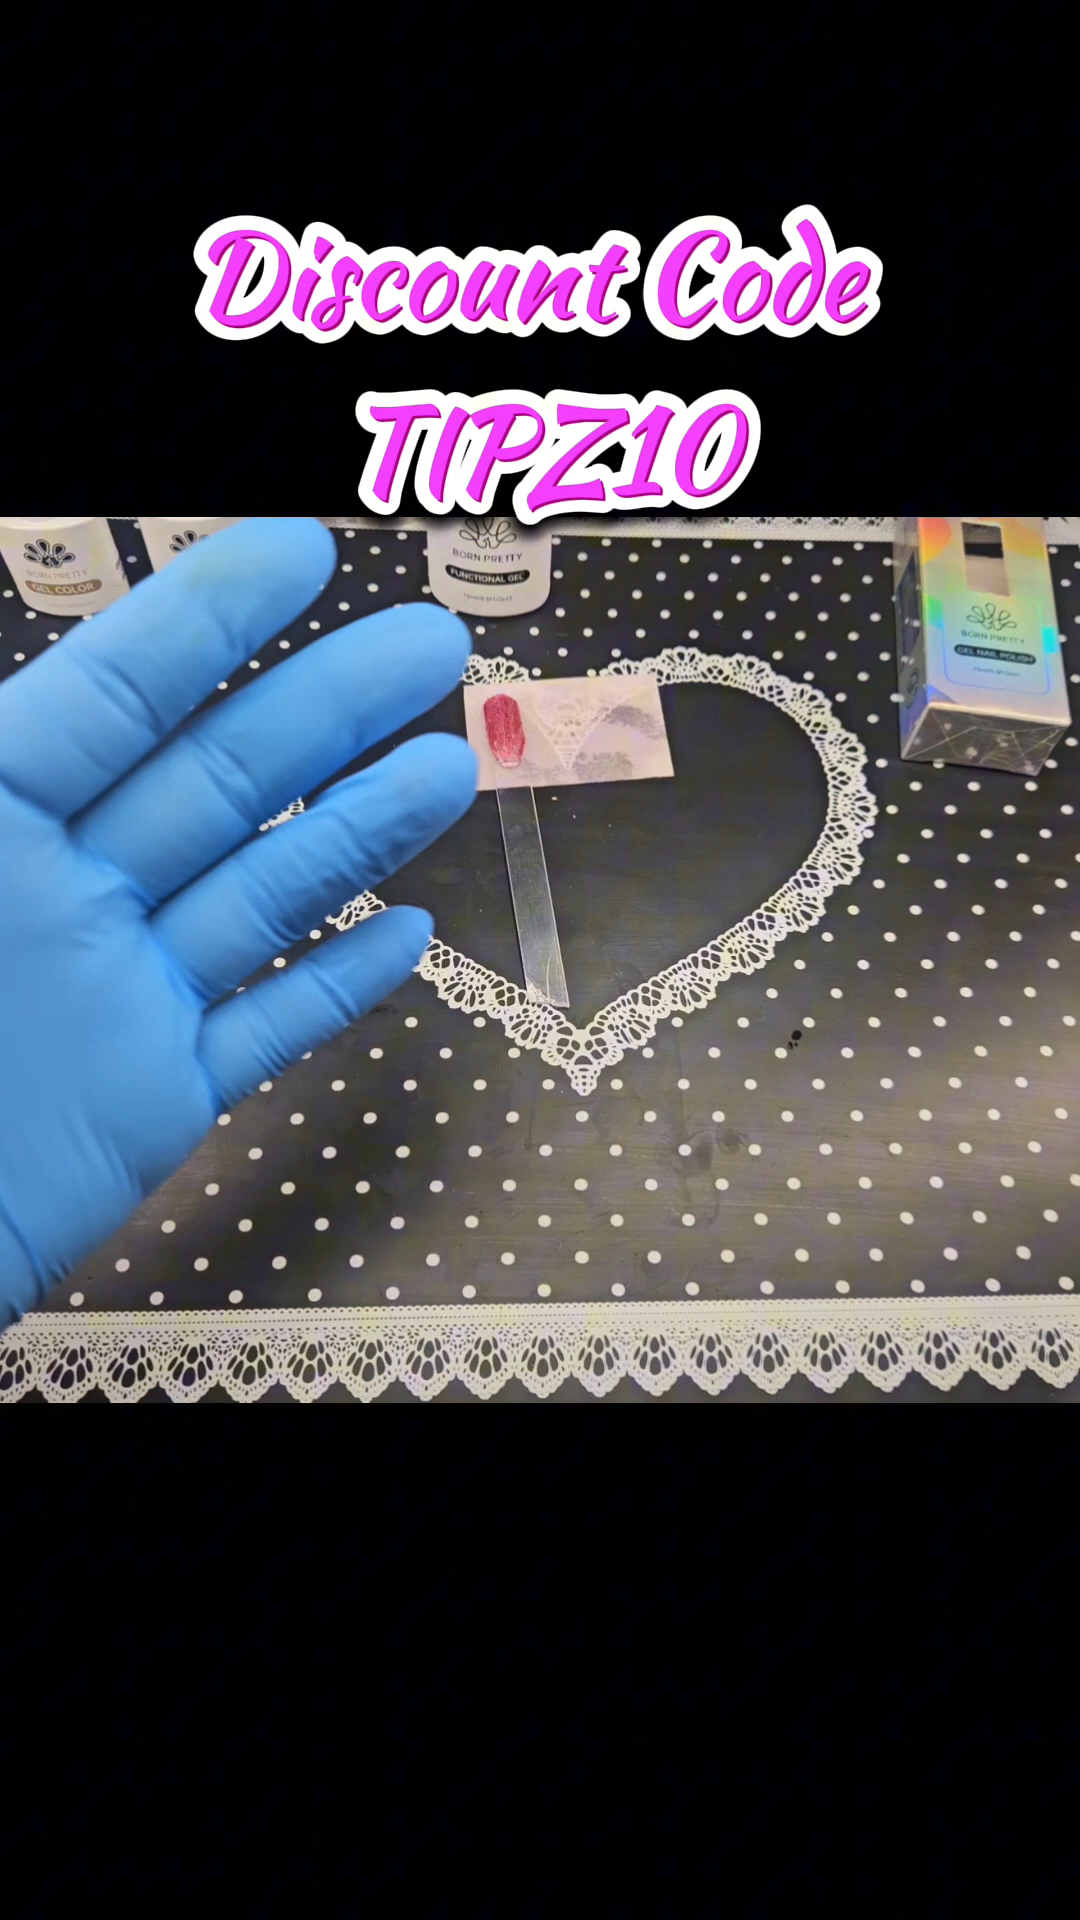 Discount Code
TIPZ10
BORN PRETTY
GEL COLOR
BORN PRETTY
FUNCTIONAL GEL
BORN PRETTY
GEL NAIL POLISH